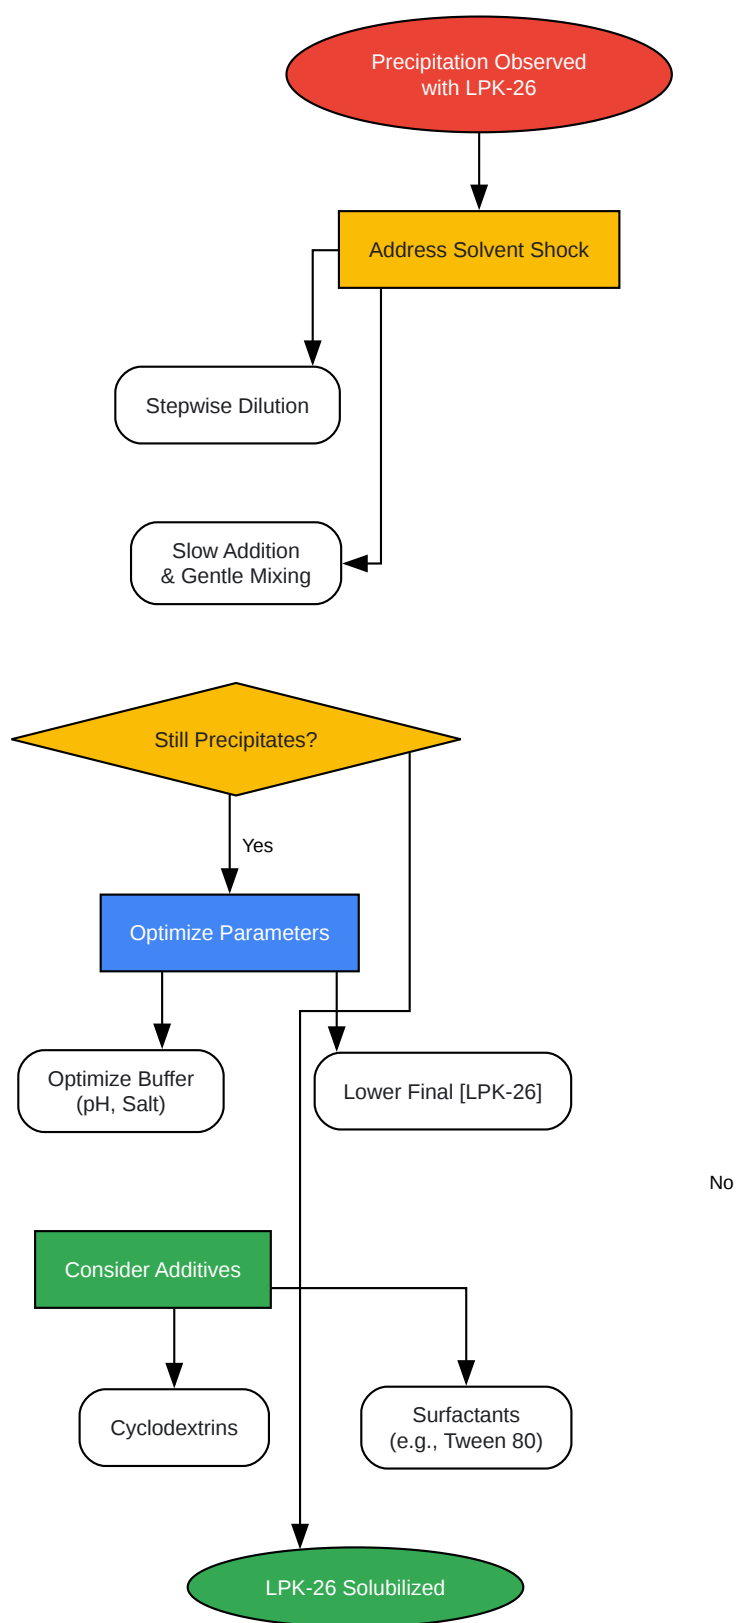 Precipitation Observed
with LPK-26
Address Solvent Shock
Stepwise Dilution
Slow Addition
& Gentle Mixing
Still Precipitates?
Yes
Optimize Parameters
Optimize Buffer
(pH, Salt)
Lower Final [LPK-26]
No
Consider Additives
Cyclodextrins
Surfactants
(e.g., Tween 80)
LPK-26 Solubilized